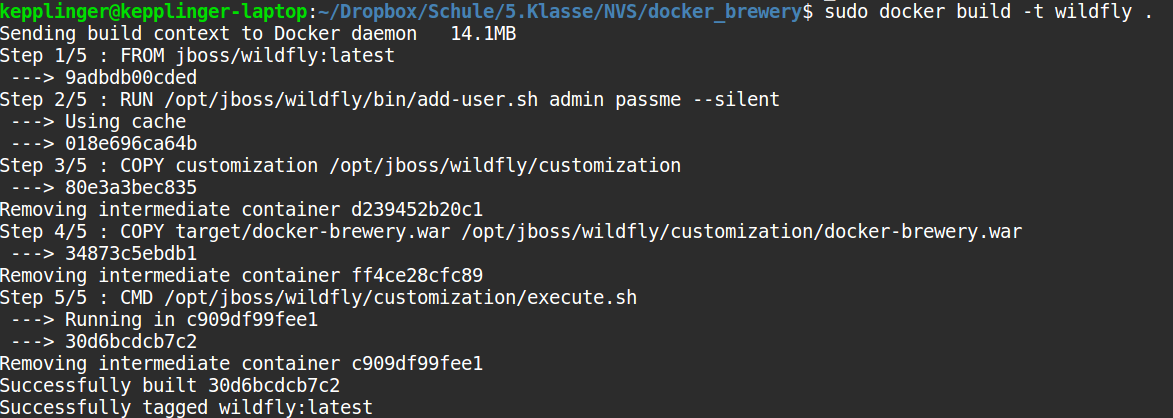 kepplinger@kepplinger-laptop:~/Dropbox/Schule/5.Klasse/NVS/docker_brewery$ sudo docker build -t wildfly .
Sending build context to Docker daemon   14.1MB
Step 1/5 : FROM jboss/wildfly:latest
 ---> 9adbdb00cded
Step 2/5 : RUN /opt/jboss/wildfly/bin/add-user.sh admin passme --silent
 ---> Using cache
 ---> 018e696ca64b
Step 3/5 : COPY customization /opt/jboss/wildfly/customization
 ---> 80e3a3bec835
Removing intermediate container d239452b20c1
Step 4/5 : COPY target/docker-brewery.war /opt/jboss/wildfly/customization/docker-brewery.war
 ---> 34873c5ebdb1
Removing intermediate container ff4ce28cfc89
Step 5/5 : CMD /opt/jboss/wildfly/customization/execute.sh
 ---> Running in c909df99fee1
 ---> 30d6bcdcb7c2
Removing intermediate container c909df99fee1
Successfully built 30d6bcdcb7c2
Successfully tagged wildfly:latest